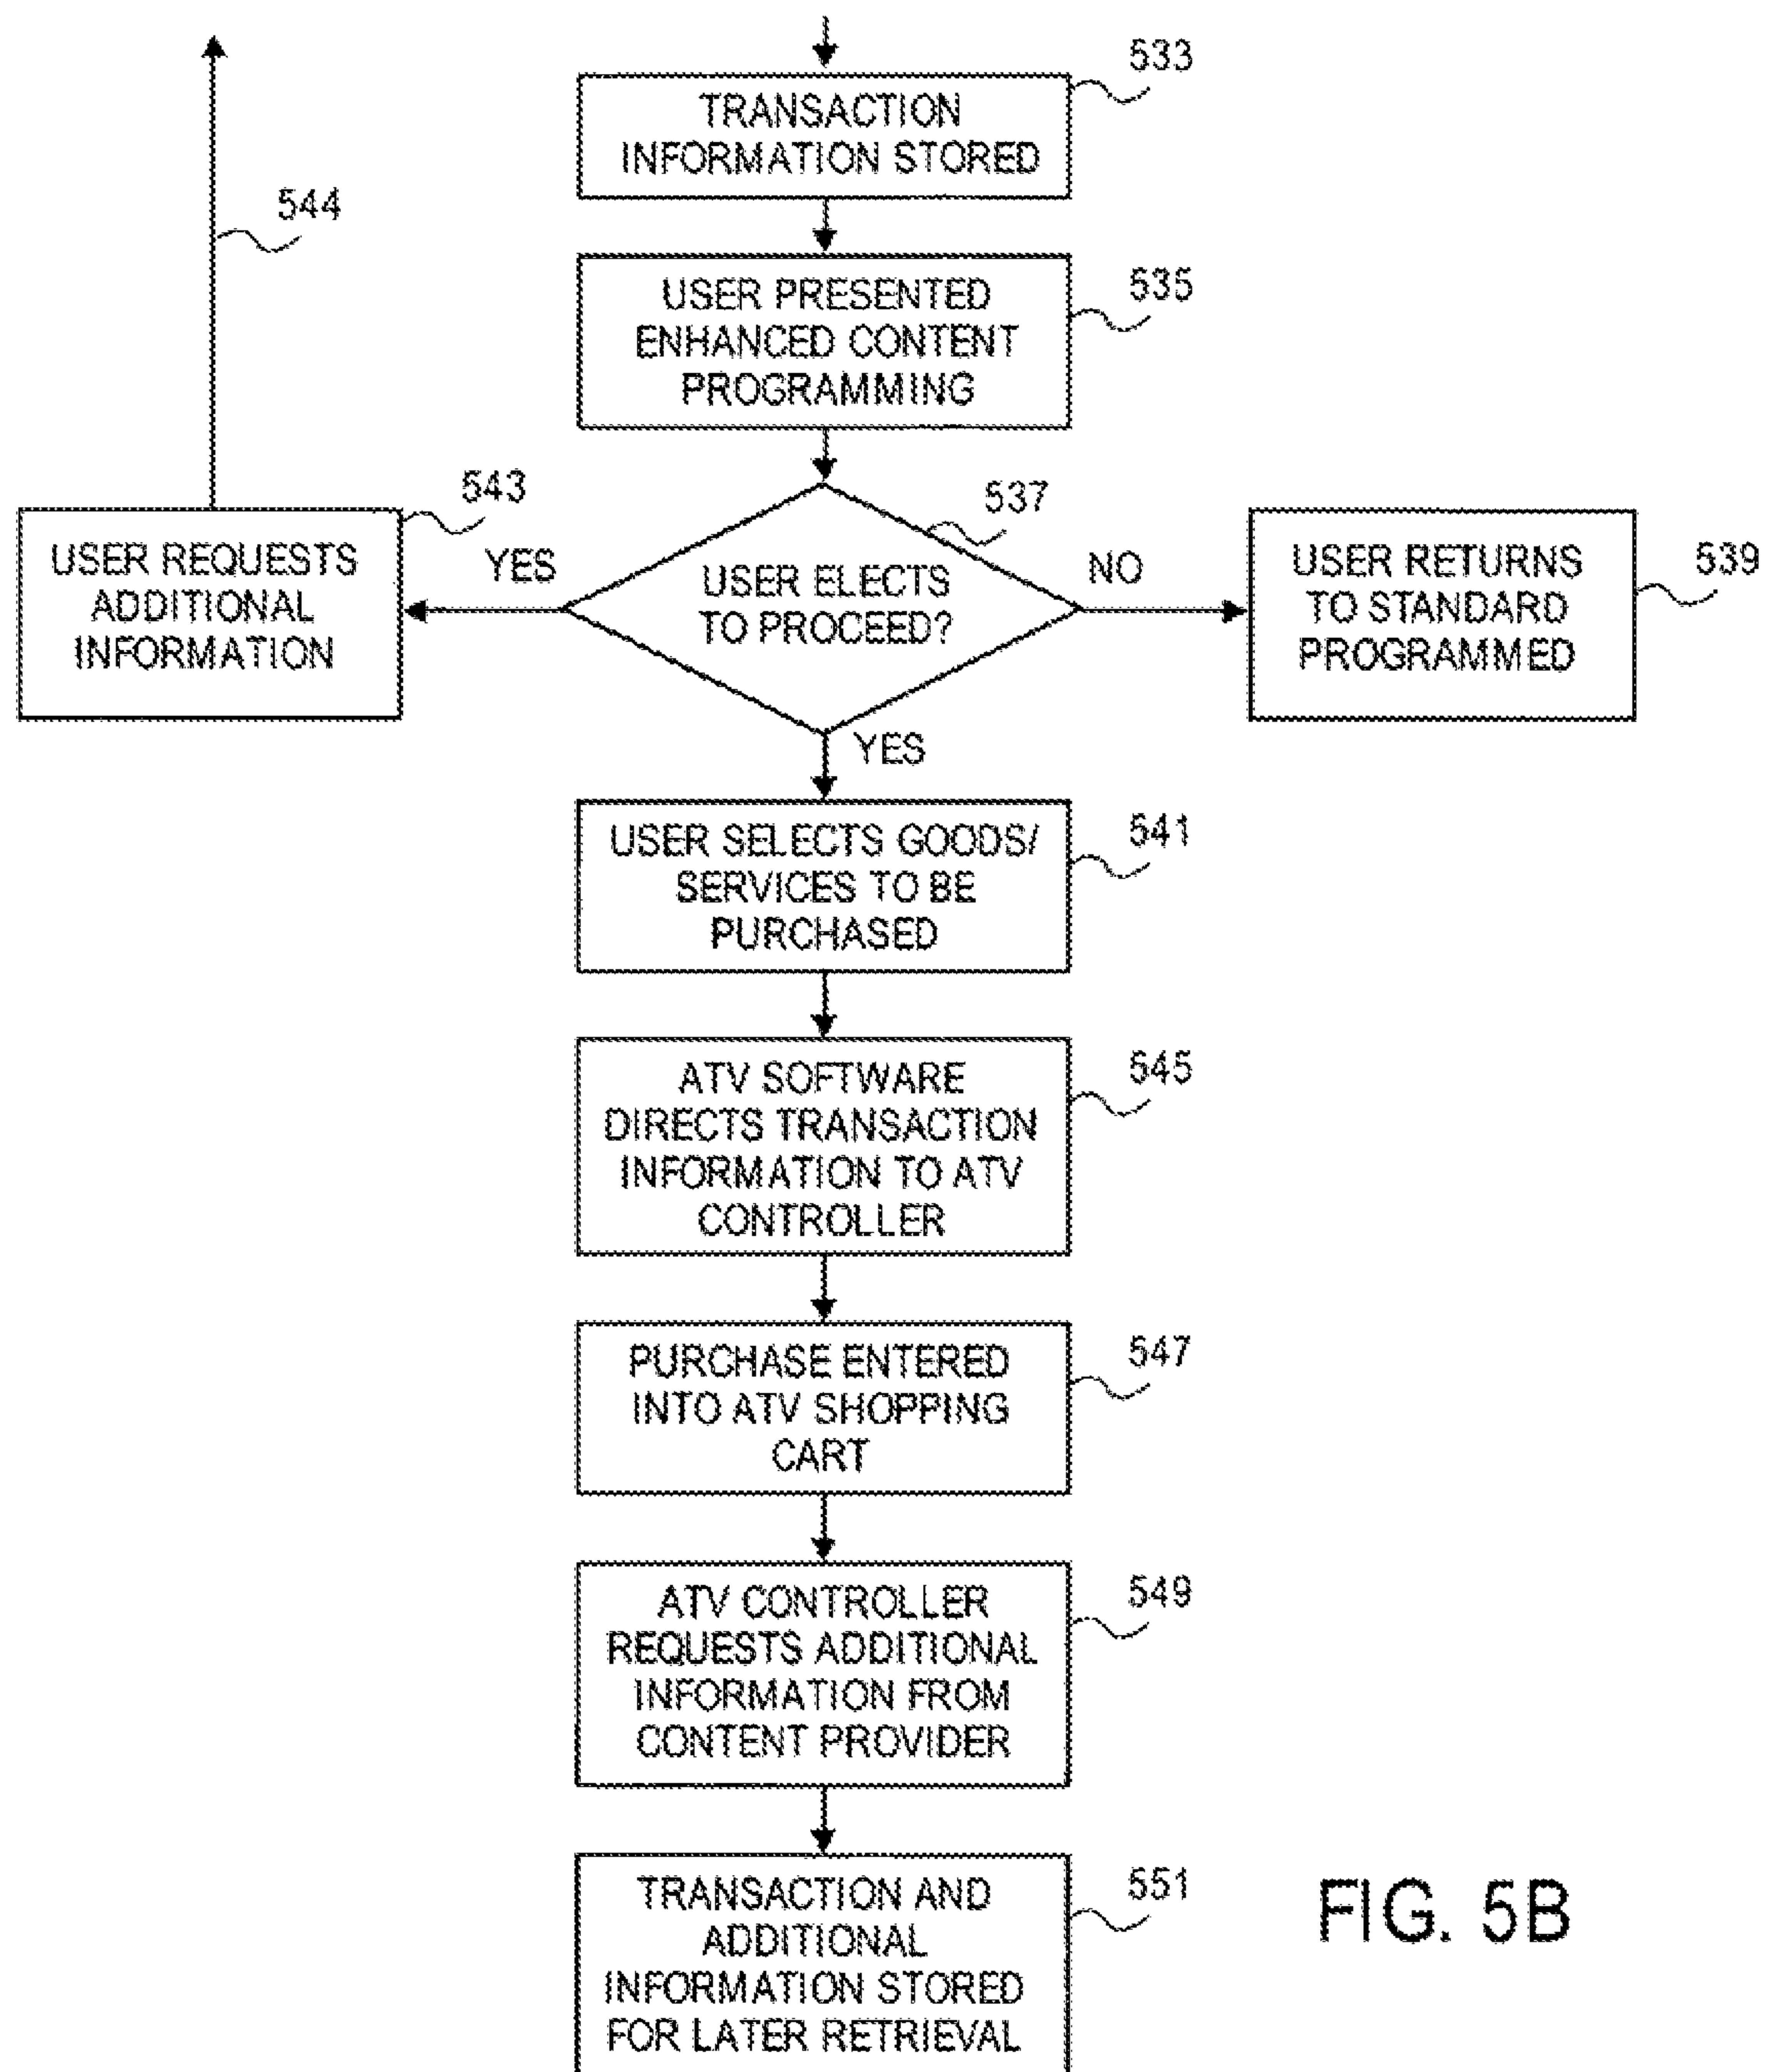 533
TRANSACTION
INFORMATION STORED
544
535
USER PRESENTED
ENHANCED CONTENT
PROGRAMMING
543
537
USER REQUESTS
ADDITIONAL
INFORMATION
YES
USER ELECTS
TO PROCEED?
NO
USER RETURNS
TO STANDARD
PROGRAMMED
539
YES
541
USER SELECTS GOODS/
SERVICES TO BE
PURCHASED
545
ATV SOFTWARE
DIRECTS TRANSACTION
INFORMATION TO ATV
CONTROLLER
547
PURCHASE ENTERED
INTO ATV SHOPPING
CART
549
ATV CONTROLLER
REQUESTS ADDITIONAL
INFORMATION FROM
CONTENT PROVIDER
551
TRANSACTION AND
ADDITIONAL
INFORMATION STORED
FOR LATER RETRIEVAL
FIG. 5B